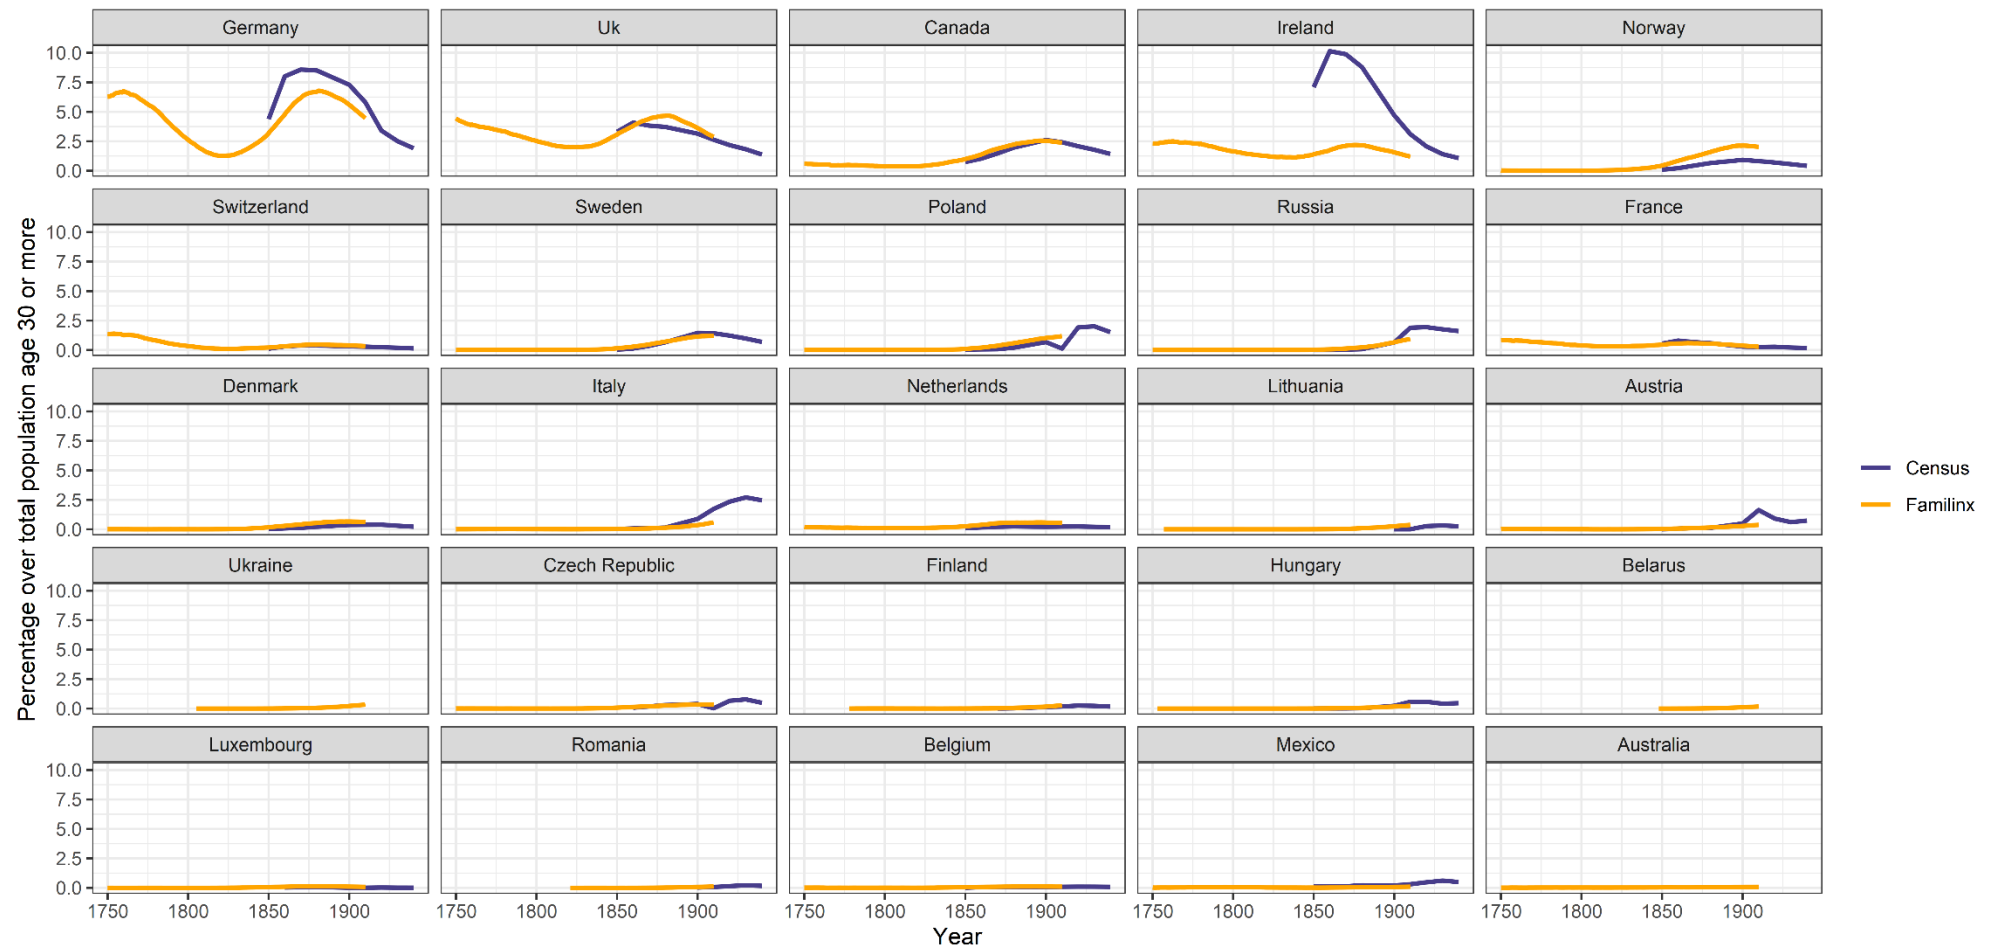 Germany Uk Canada Ireland Norway
10.0
7.5
5.0
2.5
0.0
Switzerland Sweden Poland Russia France
10.0
7.5
5.0
2.5
0.0
Denmark Italy Netherlands Lithuania Austria
10.0
7.5
5.0
2.5
0.0
Ukraine Czech Republic Finland Hungary Belarus
10.0
7.5
5.0
2.5
0.0
Luxembourg Romania Belgium Mexico Australia
10.0
7.5
5.0
2.5
0.0
1750 1800 1850 1900 1750 1800 1850 1900 1750 1800 1850 1900 1750 1800 1850 1900 1750 1800 1850 1900
Year
Percentage over total population age 30 or more
Census
Familinx